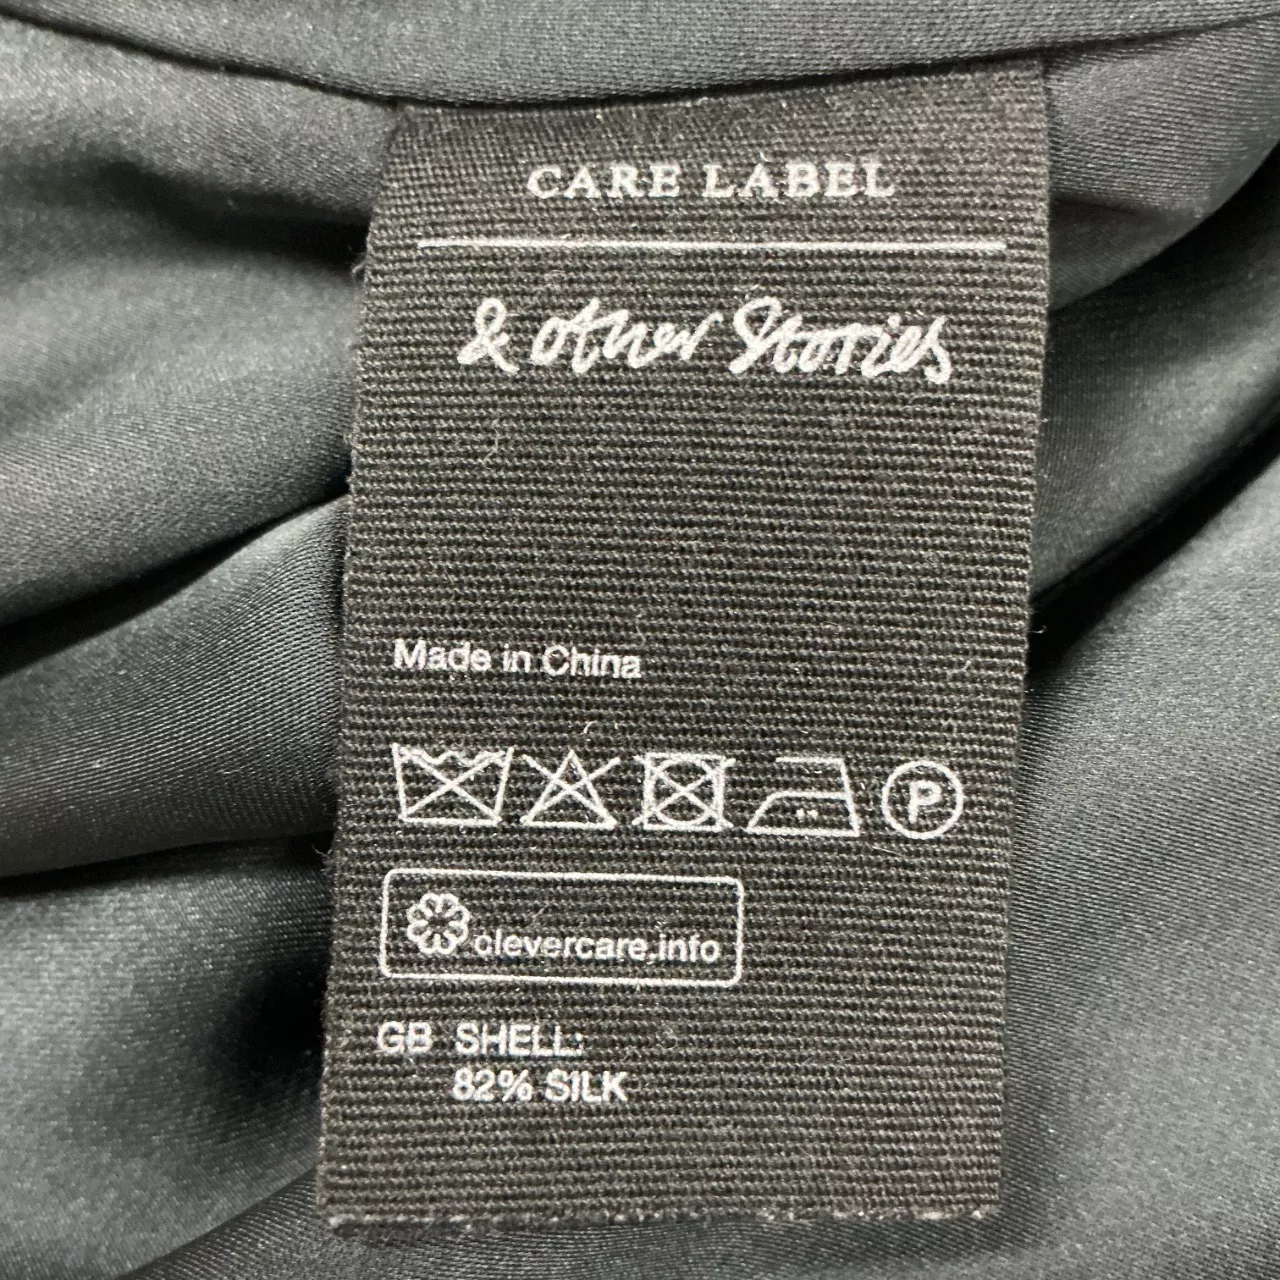 CARE LABEL
& other Stories
Made in China
P
clevercare.info
GB SHELL:
82% SILK